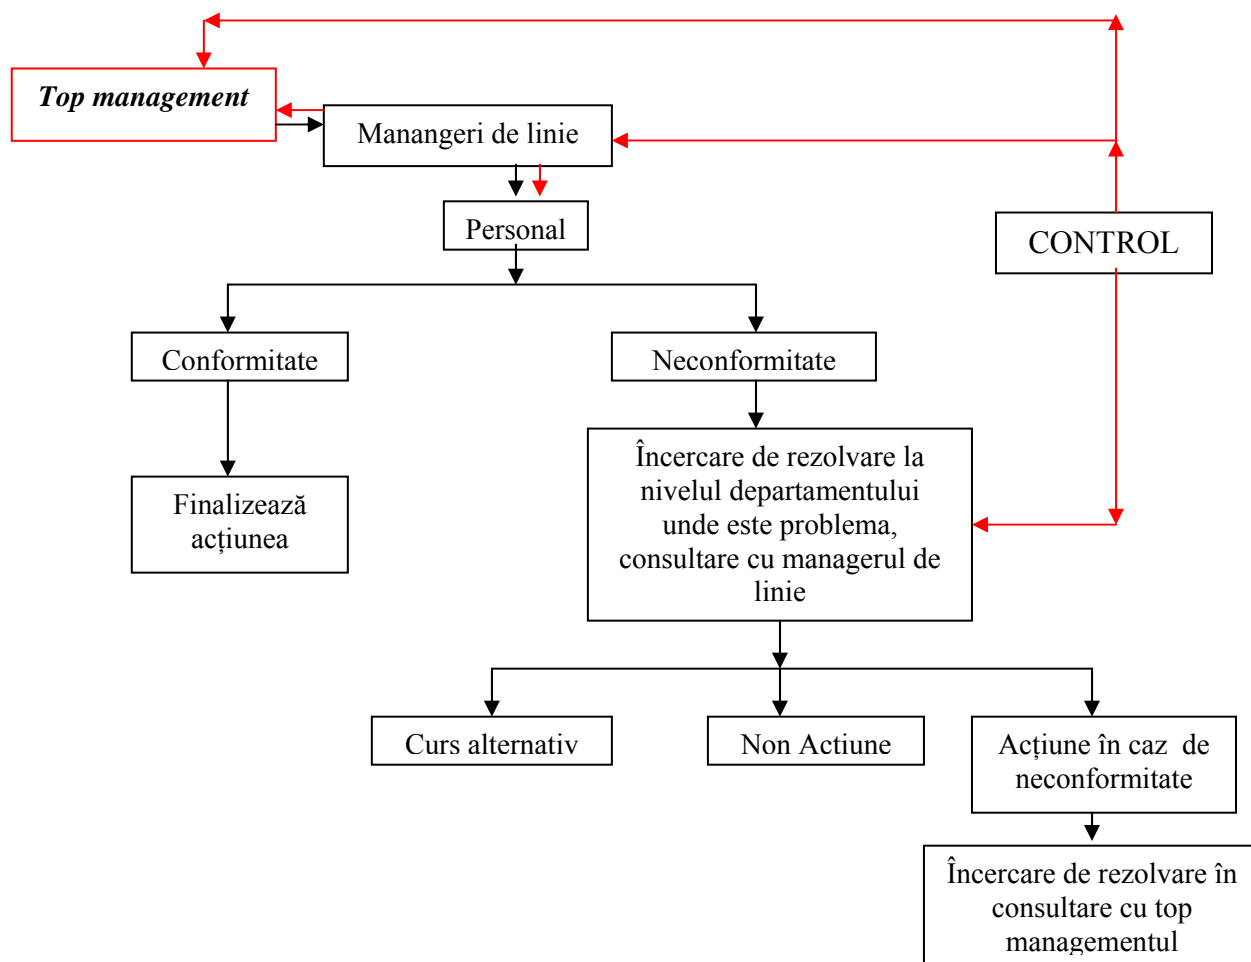 Top management
Manangeri de linie
Personal
CONTROL
Conformitate
Neconformitate
Încercare de rezolvare la
nivelul departamentului
unde este problema,
consultare cu managerul de
linie
Finalizează
acțiunea
Curs alternativ
Non Actiune
Acțiune în caz de
neconformitate
Încercare de rezolvare în
consultare cu top
managementul